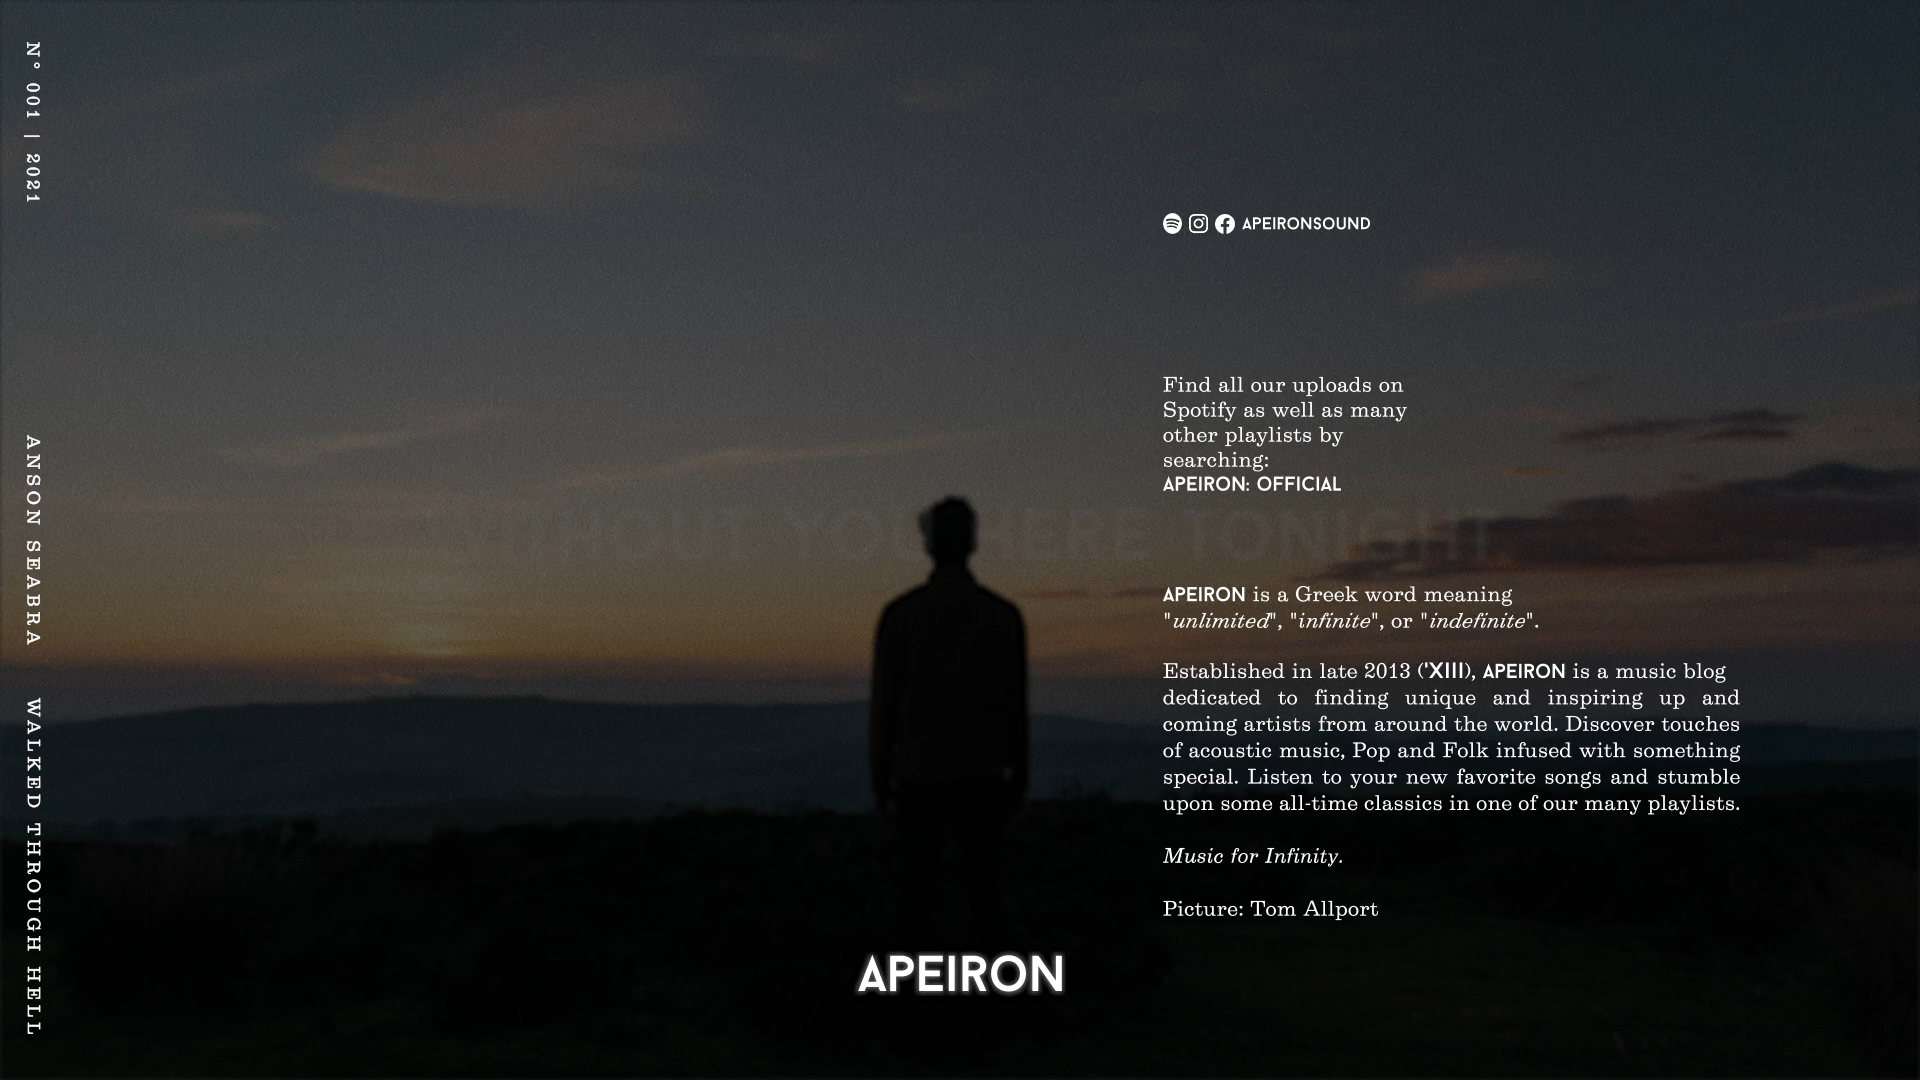 N° 001 | 2021
ANSON SEABRA
WALKED THROUGH HELL
APEIRONSOUND
Find all our uploads on
Spotify as well as many
other playlists by
searching:
APEIRON: OFFICIAL
WITHOUT YOU HERE TONIGHT
APEIRON is a Greek word meaning
"unlimited", "infinite", or "indefinite".
Established in late 2013 ('XIII), APEIRON is a music blog
dedicated to finding unique and inspiring up and
coming artists from around the world. Discover touches
of acoustic music, Pop and Folk infused with something
special. Listen to your new favorite songs and stumble
upon some all-time classics in one of our many playlists.
Music for Infinity.
Picture: Tom Allport
APEIRON